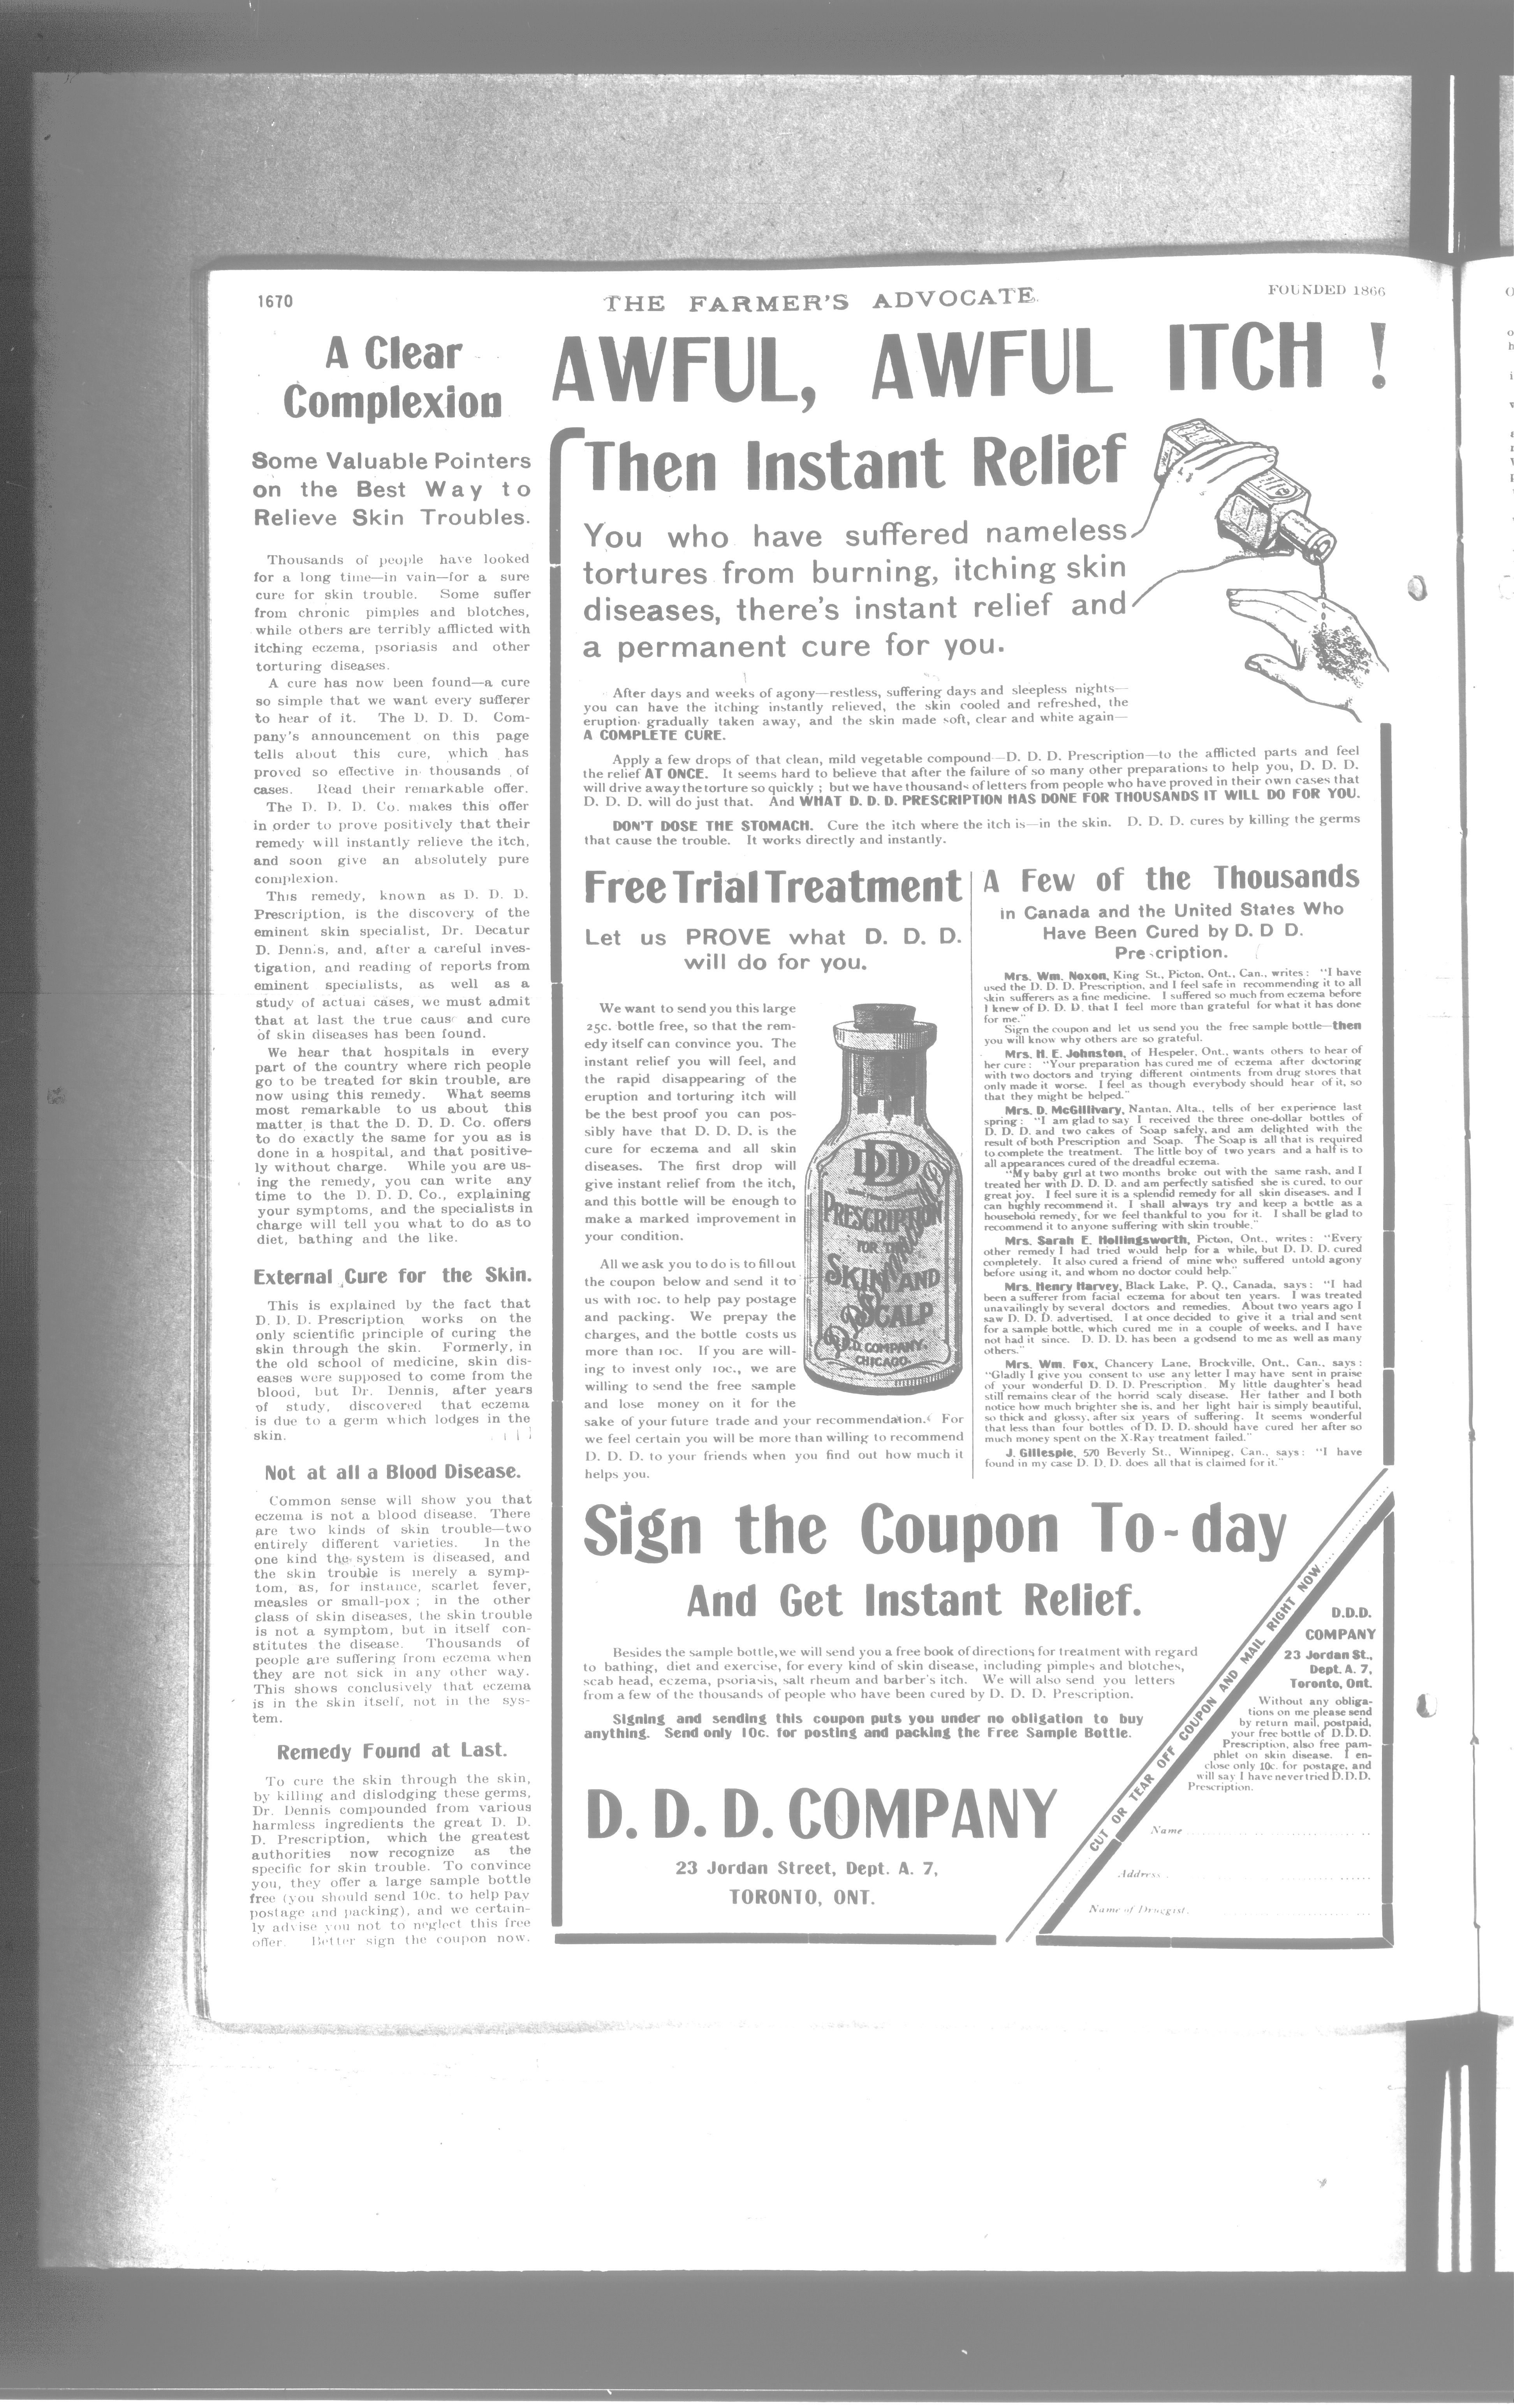 1670
THE FARMER'S ADVOCATE.
FOUNDED 1866
A Clear
Complexion
Some Valuable Pointers
on the Best Way to
Relieve Skin Troubles.
Thousands of people have looked
for a long time—in vain—for a sure
cure for skin trouble. Some suffer
from chronic pimples and blotches,
while others are terribly afflicted with
itching eczema, psoriasis and other
torturing diseases.
A cure has now been found—a cure
so simple that we want every sufferer
to hear of it. The D. D. D. Com-
pany's announcement on this page
tells about this cure, which has
proved so effective in thousands of
cases. Read their remarkable offer.
The D. D. D. Co. makes this offer
in order to prove positively that their
remedy will instantly relieve the itch,
and soon give an absolutely pure
complexion.
This remedy, known as D. D. D.
Prescription, is the discovery of the
eminent skin specialist, Dr. Decatur
D. Dennis, and, after a careful inves-
tigation, and reading of reports from
eminent specialists, as well as a
study of actual cases, we must admit
that at last the true cause and cure
of skin diseases has been found.
We hear that hospitals in every
part of the country where rich people
go to be treated for skin trouble, are
now using this remedy. What seems
most remarkable to us about this
matter is that the D. D. D. Co. offers
to do exactly the same for you as is
done in a hospital, and that positive-
ly without charge. While you are us-
ing the remedy, you can write any
time to the D. D. D. Co., explaining
your symptoms, and the specialists in
charge will tell you what to do as to
diet, bathing and the like.
External Cure for the Skin.
This is explained by the fact that
D. D. D. Prescription works on the
only scientific principle of curing the
skin through the skin. Formerly, in
the old school of medicine, skin dis-
eases were supposed to come from the
blood, but Dr. Dennis, after years
of study, discovered that eczema
is due to a germ which lodges in the
skin.
Not at all a Blood Disease.
Common sense will show you that
eczema is not a blood disease. There
are two kinds of skin trouble—two
entirely different varieties. In the
one kind the system is diseased, and
the skin trouble is merely a symp-
tom, as, for instance, scarlet fever,
measles or small-pox ; in the other
class of skin diseases, the skin trouble
is not a symptom, but in itself con-
stitutes the disease. Thousands of
people are suffering from eczema when
they are not sick in any other way.
This shows conclusively that eczema
is in the skin itself, not in the sys-
tem.
Remedy Found at Last.
To cure the skin through the skin,
by killing and dislodging these germs,
Dr. Dennis compounded from various
harmless ingredients the great D. D.
D. Prescription, which the greatest
authorities now recognize as the
specific for skin trouble. To convince
you, they offer a large sample bottle
free (you should send 10c. to help pay
postage and packing), and we certain-
ly advise you not to neglect this free
offer. Better sign the coupon now.
AWFUL, AWFUL ITCH !
Then Instant Relief
You who have suffered nameless
tortures from burning, itching skin
diseases, there's instant relief and
a permanent cure for you.
After days and weeks of agony—restless, suffering days and sleepless nights—
you can have the itching instantly relieved, the skin cooled and refreshed, the
eruption gradually taken away, and the skin made soft, clear and white again—
A COMPLETE CURE.
Apply a few drops of that clean, mild vegetable compound—D. D. D. Prescription—to the afflicted parts and feel
the relief AT ONCE. It seems hard to believe that after the failure of so many other preparations to help you, D. D. D.
will drive away the torture so quickly ; but we have thousands of letters from people who have proved in their own cases that
D. D. D. will do just that. And WHAT D. D. D. PRESCRIPTION HAS DONE FOR THOUSANDS IT WILL DO FOR YOU.
DON'T DOSE THE STOMACH. Cure the itch where the itch is—in the skin. D. D. D. cures by killing the germs
that cause the trouble. It works directly and instantly.
Free Trial Treatment
Let us PROVE what D. D. D.
will do for you.
We want to send you this large
25c. bottle free, so that the rem-
edy itself can convince you. The
instant relief you will feel, and
the rapid disappearing of the
eruption and torturing itch will
be the best proof you can pos-
sibly have that D. D. D. is the
cure for eczema and all skin
diseases. The first drop will
give instant relief from the itch,
and this bottle will be enough to
make a marked improvement in
your condition.
All we ask you to do is to fill out
the coupon below and send it to
us with 10c. to help pay postage
and packing. We prepay the
charges, and the bottle costs us
more than 10c. If you are will-
ing to invest only 10c., we are
willing to send the free sample
and lose money on it for the
sake of your future trade and your recommendation. For
we feel certain you will be more than willing to recommend
D. D. D. to your friends when you find out how much it
helps you.
DDD
PRESCRIPTION
FOR THE
SKIN AND
SCALP
D.D.D. COMPANY.
CHICAGO.
A Few of the Thousands
in Canada and the United States Who
Have Been Cured by D. D D.
Prescription.
Mrs. Wm. Noxon, King St., Picton, Ont., Can., writes : "I have
used the D. D. D. Prescription, and I feel safe in recommending it to all
skin sufferers as a fine medicine. I suffered so much from eczema before
I knew of D. D. D. that I feel more than grateful for what it has done
for me."
Sign the coupon and let us send you the free sample bottle—then
you will know why others are so grateful.
Mrs. H. E. Johnston, of Hespeler, Ont., wants others to hear of
her cure : "Your preparation has cured me of eczema after doctoring
with two doctors and trying different ointments from drug stores that
only made it worse. I feel as though everybody should hear of it, so
that they might be helped."
Mrs. D. McGillivary, Nantan, Alta., tells of her experience last
spring : "I am glad to say I received the three one-dollar bottles of
D. D. D. and two cakes of Soap safely, and am delighted with the
result of both Prescription and Soap. The Soap is all that is required
to complete the treatment. The little boy of two years and a half is to
all appearances cured of the dreadful eczema.
"My baby girl at two months broke out with the same rash, and I
treated her with D. D. D. and am perfectly satisfied she is cured, to our
great joy. I feel sure it is a splendid remedy for all skin diseases, and I
can highly recommend it. I shall always try and keep a bottle as a
household remedy, for we feel thankful to you for it. I shall be glad to
recommend it to anyone suffering with skin trouble."
Mrs. Sarah E. Hollingsworth, Picton, Ont., writes : "Every
other remedy I had tried would help for a while, but D. D. D. cured
completely. It also cured a friend of mine who suffered untold agony
before using it, and whom no doctor could help."
Mrs. Henry Harvey, Black Lake, P. Q., Canada, says : "I had
been a sufferer from facial eczema for about ten years. I was treated
unavailingly by several doctors and remedies. About two years ago I
saw D. D. D. advertised. I at once decided to give it a trial and sent
for a sample bottle, which cured me in a couple of weeks, and I have
not had it since. D. D. D. has been a godsend to me as well as many
others."
Mrs. Wm. Fox, Chancery Lane, Brockville, Ont., Can., says :
"Gladly I give you consent to use any letter I may have sent in praise
of your wonderful D. D. D. Prescription. My little daughter's head
still remains clear of the horrid scaly disease. Her father and I both
notice how much brighter she is, and her light hair is simply beautiful,
so thick and glossy, after six years of suffering. It seems wonderful
that less than four bottles of D. D. D. should have cured her after so
much money spent on the X-Ray treatment failed."
J. Gillespie, 570 Beverly St., Winnipeg, Can., says : "I have
found in my case D. D. D. does all that is claimed for it."
Sign the Coupon To-day
And Get Instant Relief.
Besides the sample bottle, we will send you a free book of directions for treatment with regard
to bathing, diet and exercise, for every kind of skin disease, including pimples and blotches,
scab head, eczema, psoriasis, salt rheum and barber's itch. We will also send you letters
from a few of the thousands of people who have been cured by D. D. D. Prescription.
Signing and sending this coupon puts you under no obligation to buy
anything. Send only 10c. for posting and packing the Free Sample Bottle.
D. D. D. COMPANY
23 Jordan Street, Dept. A. 7,
TORONTO, ONT.
CUT OR TEAR OFF COUPON AND MAIL RIGHT NOW
D.D.D.
COMPANY
23 Jordan St.,
Dept. A. 7,
Toronto, Ont.
Without any obliga-
tions on me please send
by return mail, postpaid,
your free bottle of D.D.D.
Prescription, also free pam-
phlet on skin disease. I en-
close only 10c. for postage, and
will say I have never tried D.D.D.
Prescription.
Name
Address
Name of Druggist